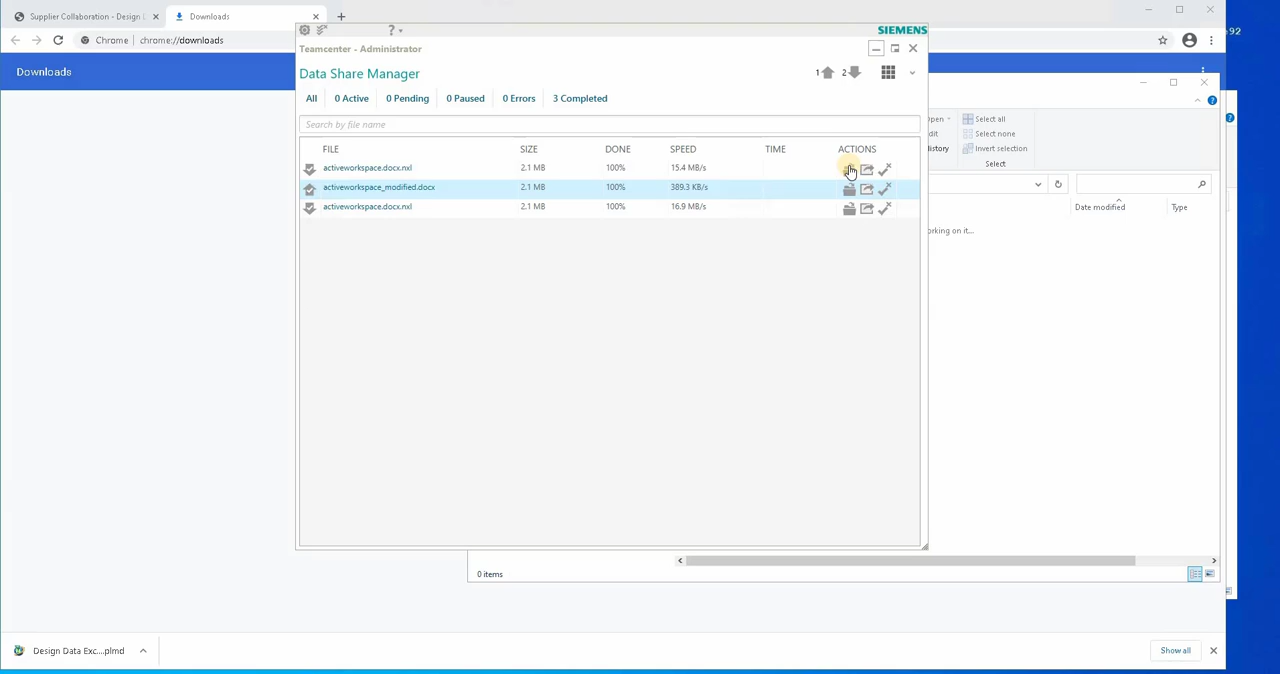 Supplier Collaboration - Design
Downloads
Chrome chrome://downloads
Downloads
SIEMENS
Teamcenter - Administrator
Data Share Manager
1 2
All 0 Active 0 Pending 0 Paused 0 Errors 3 Completed
Search by file name
FILE SIZE DONE SPEED TIME ACTIONS
activeworkspace.docx.nxl 2.1 MB 100% 15.4 MB/s
activeworkspace_modified.docx 2.1 MB 100% 389.3 KB/s
activeworkspace.docx.nxl 2.1 MB 100% 16.9 MB/s
Select all
Select none
Invert selection
Select
Date modified Type
0 items
Design Data Exc....plmd
Show all